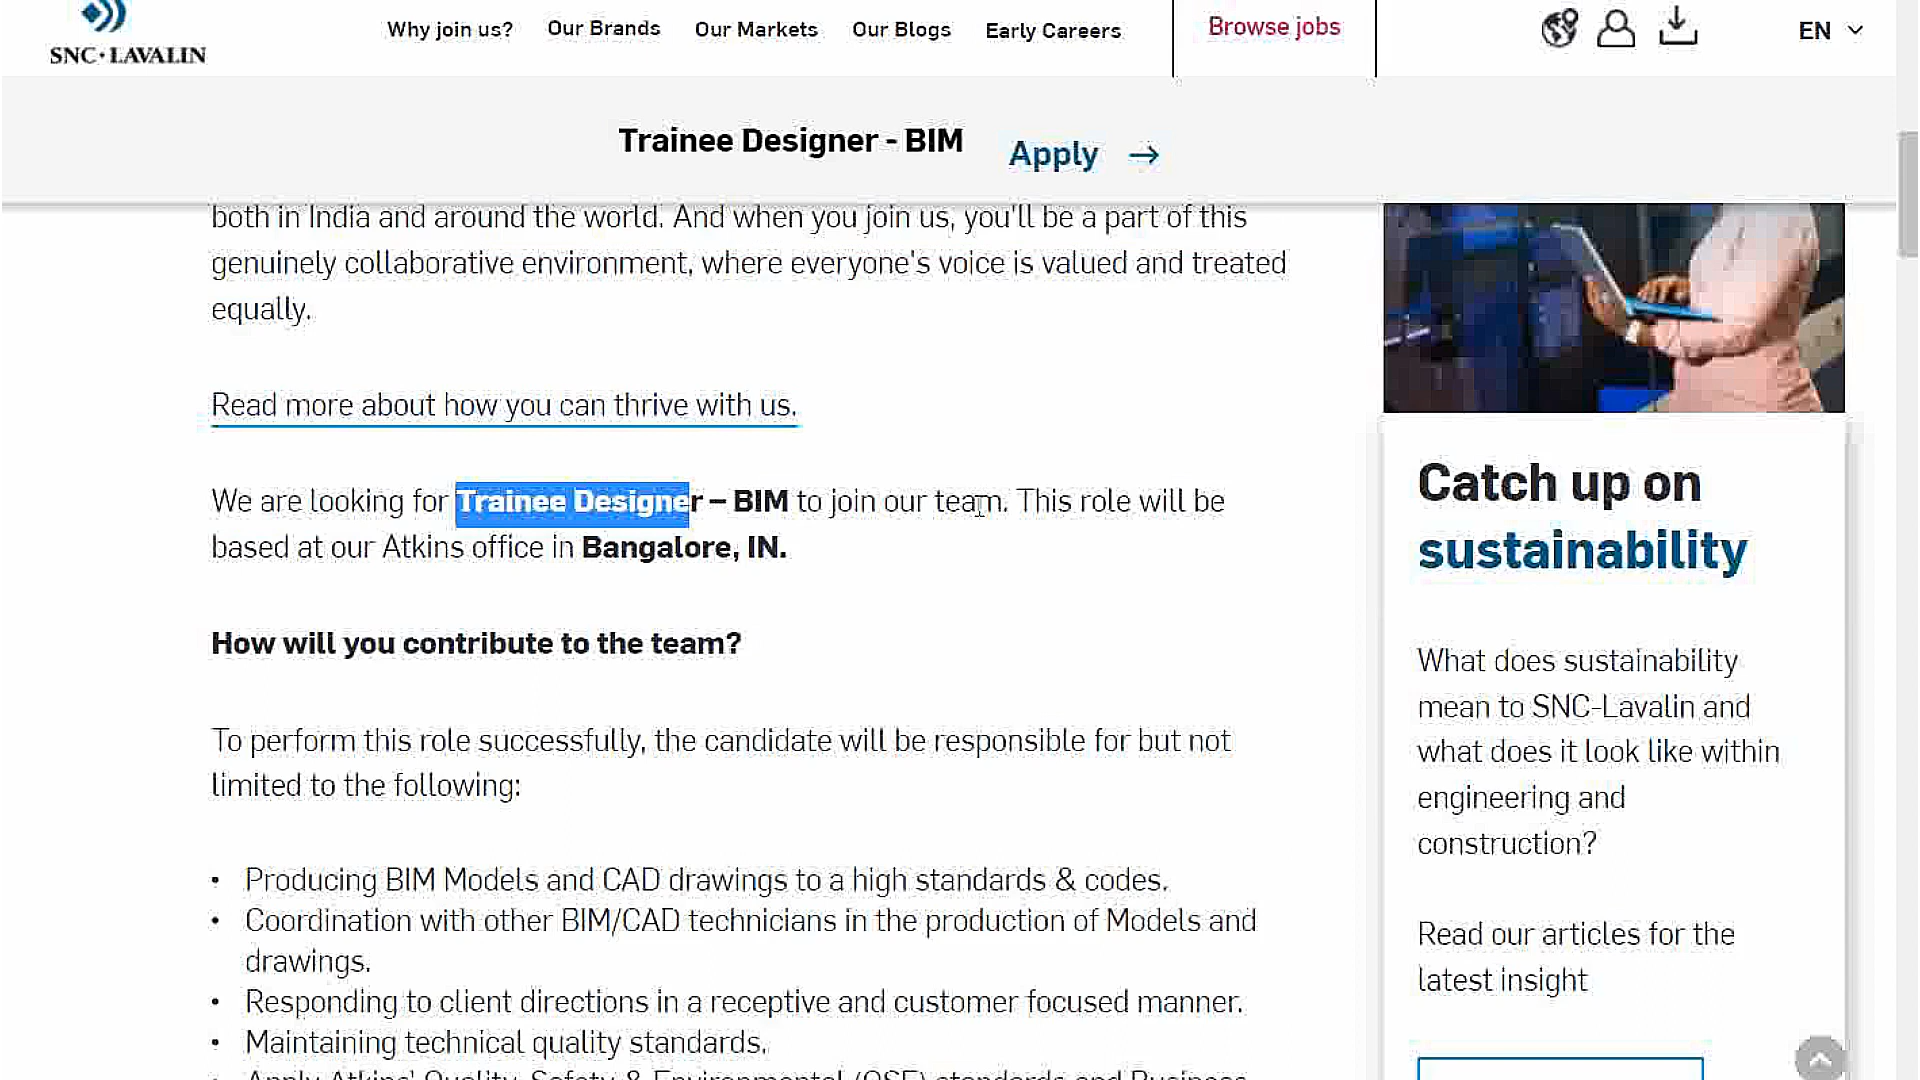 SNC·LAVALIN
Why join us?
Our Brands
Our Markets
Our Blogs
Early Careers
Browse jobs
EN
Trainee Designer - BIM
Apply →
both in India and around the world. And when you join us, you'll be a part of this
genuinely collaborative environment, where everyone's voice is valued and treated
equally.
Read more about how you can thrive with us.
We are looking for Trainee Designer – BIM to join our team. This role will be
based at our Atkins office in Bangalore, IN.
How will you contribute to the team?
To perform this role successfully, the candidate will be responsible for but not
limited to the following:
• Producing BIM Models and CAD drawings to a high standards & codes.
• Coordination with other BIM/CAD technicians in the production of Models and
drawings.
• Responding to client directions in a receptive and customer focused manner.
• Maintaining technical quality standards.
• Apply Atkins' Quality, Safety & Environmental (QSE) standards and Business
Catch up on
sustainability
What does sustainability
mean to SNC-Lavalin and
what does it look like within
engineering and
construction?
Read our articles for the
latest insight